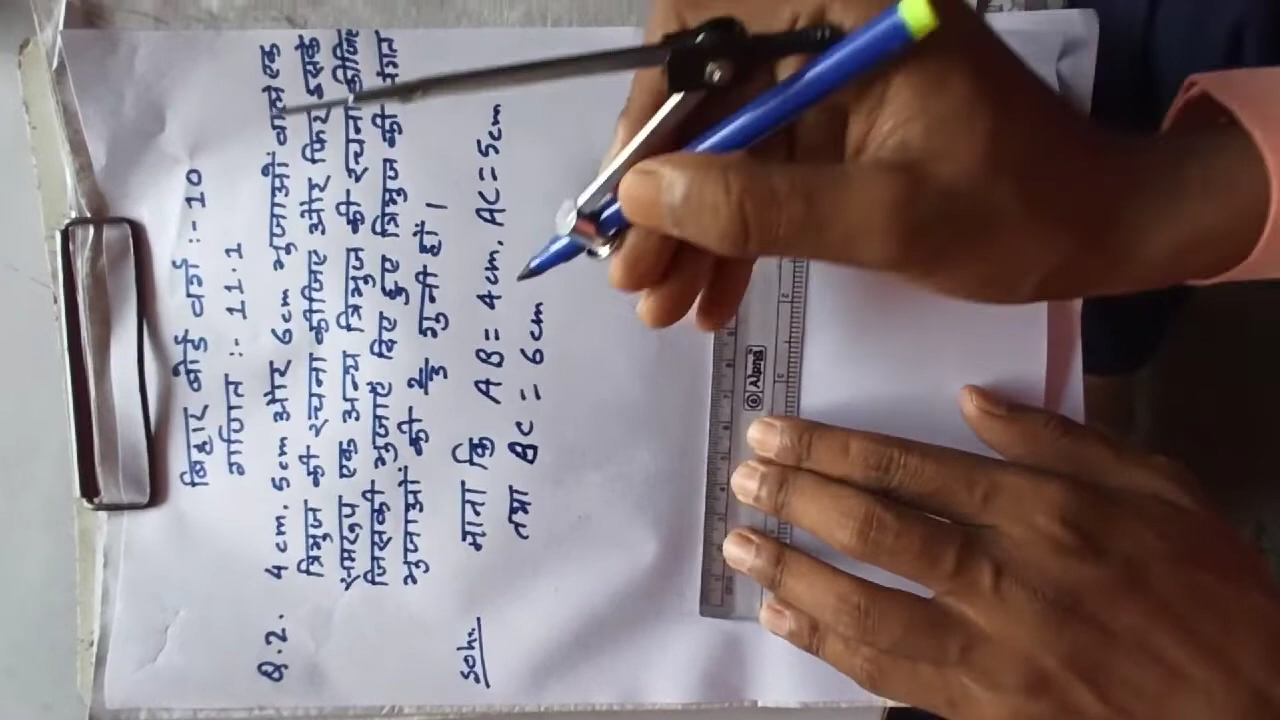 बिहार बोर्ड वर्ग :- 10
गणित :- 11.1
Q.2. 4 cm. 5 cm और 6 cm भुजाओं वाले एक
त्रिभुज की रचना कीजिए और फिर इसके
समरूप एक अन्य त्रिभुज की रचना कीजिए
जिसकी भुजाएँ दिए हुए त्रिभुज की संगत
भुजाओं की 2/3 गुनी हों।
Soln. माना कि AB = 4 cm. AC = 5 cm
तथा BC = 6 cm
Alpna